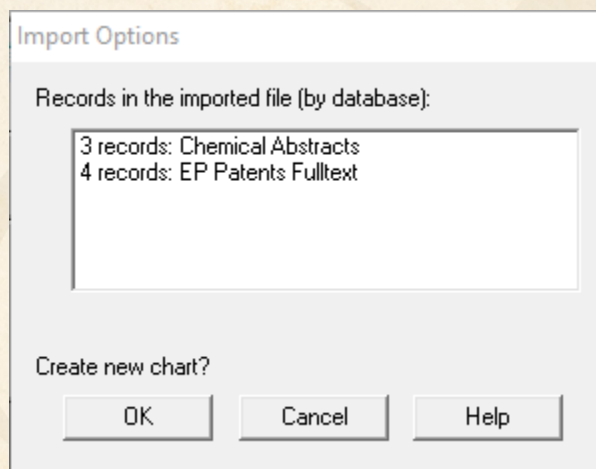 Import Options
Records in the imported file (by database):
3 records: Chemical Abstracts
4 records: EP Patents Fulltext
Create new chart?
OK Cancel Help